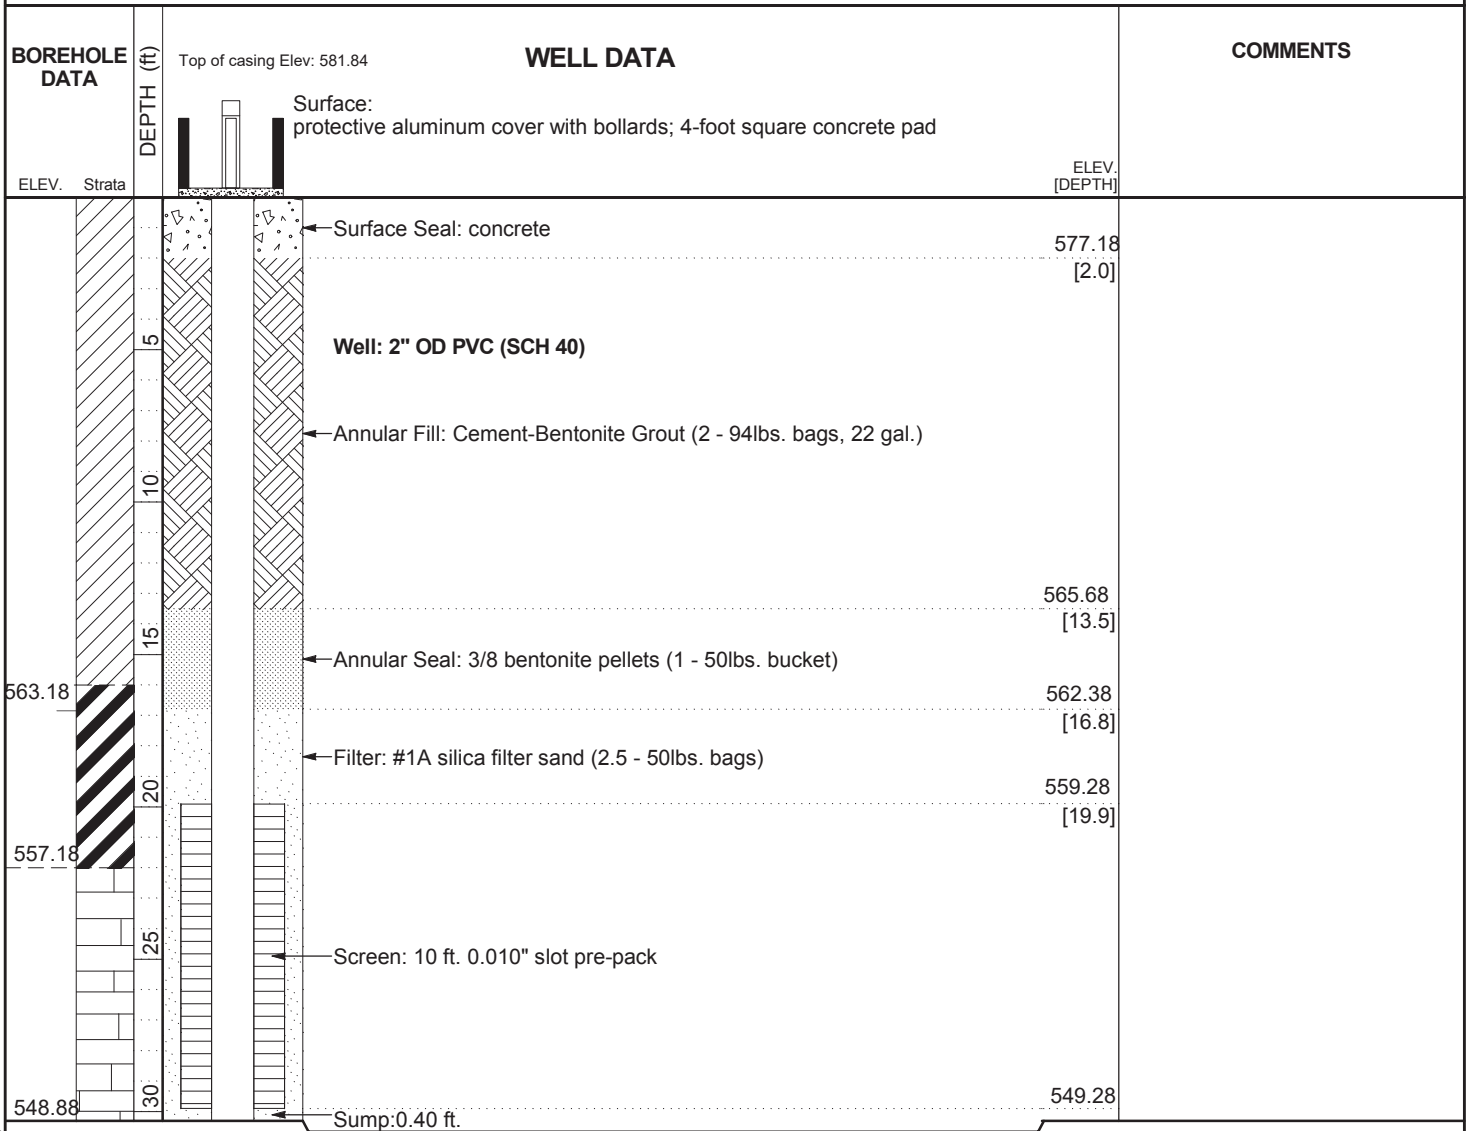 BOREHOLE
DATA
DEPTH (ft)
Top of casing Elev: 581.84
WELL DATA
COMMENTS
Surface:
protective aluminum cover with bollards; 4-foot square concrete pad
ELEV. Strata
ELEV.
[DEPTH]
Surface Seal: concrete
577.18
[2.0]
5
Well: 2" OD PVC (SCH 40)
Annular Fill: Cement-Bentonite Grout (2 - 94lbs. bags, 22 gal.)
10
565.68
[13.5]
15
Annular Seal: 3/8 bentonite pellets (1 - 50lbs. bucket)
563.18
562.38
[16.8]
Filter: #1A silica filter sand (2.5 - 50lbs. bags)
20
559.28
[19.9]
557.18
25
Screen: 10 ft. 0.010" slot pre-pack
30
549.28
548.88
Sump:0.40 ft.